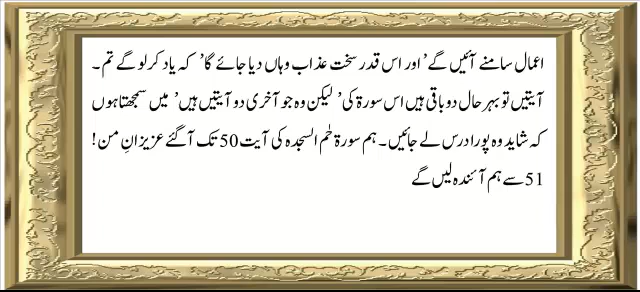 اعمال سامنے آئیں گے’ اور اس قدر سخت عذاب وہاں دیا جائے گا’ کہ یاد کر لو گے تم۔
آیتیں تو بہر حال دو باقی ہیں اس سورۃ کی’ لیکن وہ جو آخری دو آیتیں ہیں’ میں سمجھتا ہوں
کہ شاید وہ پورا درس لے جائیں۔ ہم سورۃ حٰم السجدہ کی آیت 50 تک آ گئے عزیزانِ من!
51 سے ہم آئندہ لیں گے